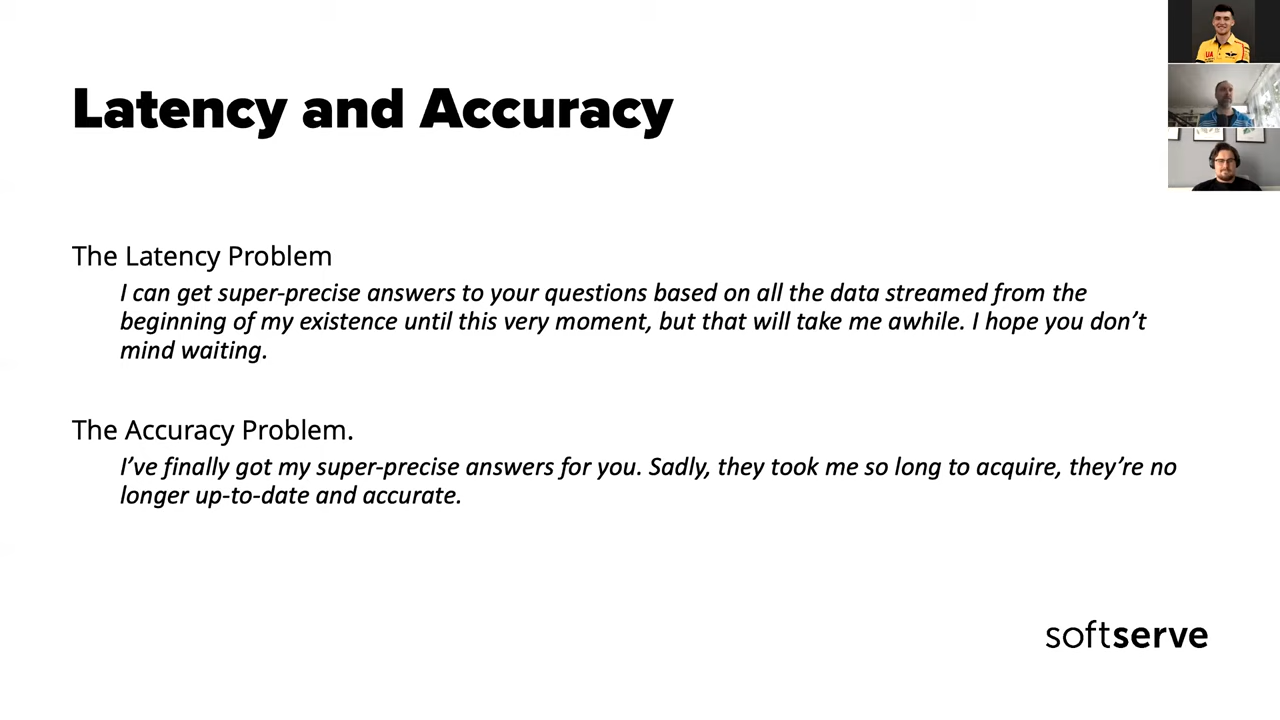 Latency and Accuracy
The Latency Problem
I can get super-precise answers to your questions based on all the data streamed from the
beginning of my existence until this very moment, but that will take me awhile. I hope you don’t
mind waiting.
The Accuracy Problem.
I’ve finally got my super-precise answers for you. Sadly, they took me so long to acquire, they’re no
longer up-to-date and accurate.
softserve
UA